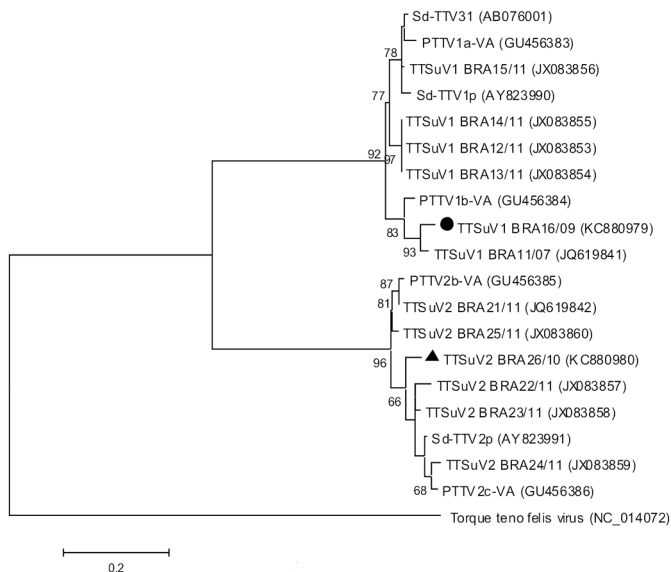 Sd-TTV31 (AB076001)
PTTV1a-VA (GU456383)
78
TTSuV1 BRA15/11 (JX083856)
Sd-TTV1p (AY823990)
77
TTSuV1 BRA14/11 (JX083855)
TTSuV1 BRA12/11 (JX083853)
92
97
TTSuV1 BRA13/11 (JX083854)
PTTV1b-VA (GU456384)
TTSuV1 BRA16/09 (KC880979)
83
TTSuV1 BRA11/07 (JQ619841)
93
PTTV2b-VA (GU456385)
87
TTSuV2 BRA21/11 (JQ619842)
81
TTSuV2 BRA25/11 (JX083860)
TTSuV2 BRA26/10 (KC880980)
96
TTSuV2 BRA22/11 (JX083857)
66
TTSuV2 BRA23/11 (JX083858)
Sd-TTV2p (AY823991)
TTSuV2 BRA24/11 (JX083859)
PTTV2c-VA (GU456386)
68
Torque teno felis virus (NC_014072)
0.2